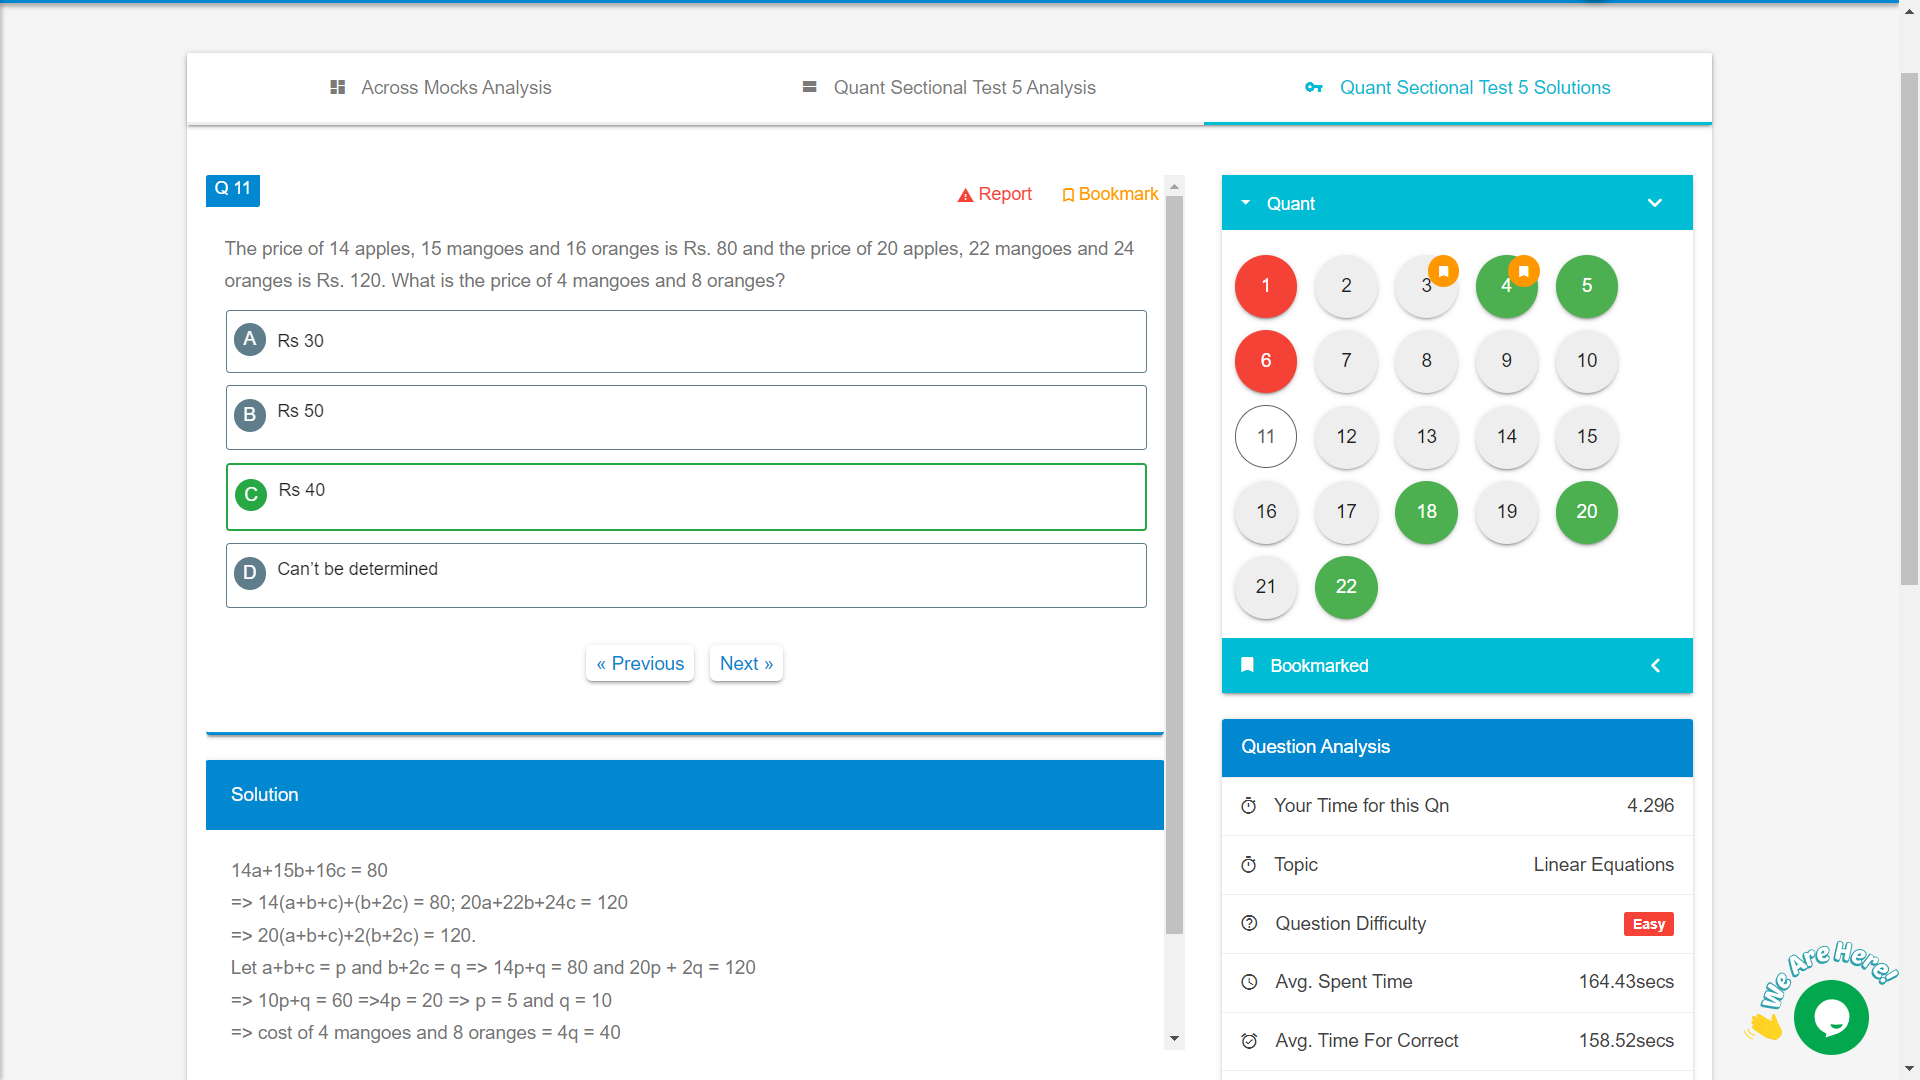 Across Mocks Analysis
Quant Sectional Test 5 Analysis
Quant Sectional Test 5 Solutions
Q 11
Report
Bookmark
The price of 14 apples, 15 mangoes and 16 oranges is Rs. 80 and the price of 20 apples, 22 mangoes and 24
oranges is Rs. 120. What is the price of 4 mangoes and 8 oranges?
A
Rs 30
B
Rs 50
C
Rs 40
D
Can’t be determined
« Previous
Next »
Solution
14a+15b+16c = 80
=> 14(a+b+c)+(b+2c) = 80; 20a+22b+24c = 120
=> 20(a+b+c)+2(b+2c) = 120.
Let a+b+c = p and b+2c = q => 14p+q = 80 and 20p + 2q = 120
=> 10p+q = 60 =>4p = 20 => p = 5 and q = 10
=> cost of 4 mangoes and 8 oranges = 4q = 40
Quant
1 2 3 4 5
6 7 8 9 10
11 12 13 14 15
16 17 18 19 20
21 22
Bookmarked
Question Analysis
Your Time for this Qn 4.296
Topic Linear Equations
Question Difficulty Easy
Avg. Spent Time 164.43secs
Avg. Time For Correct 158.52secs
We Are Here!